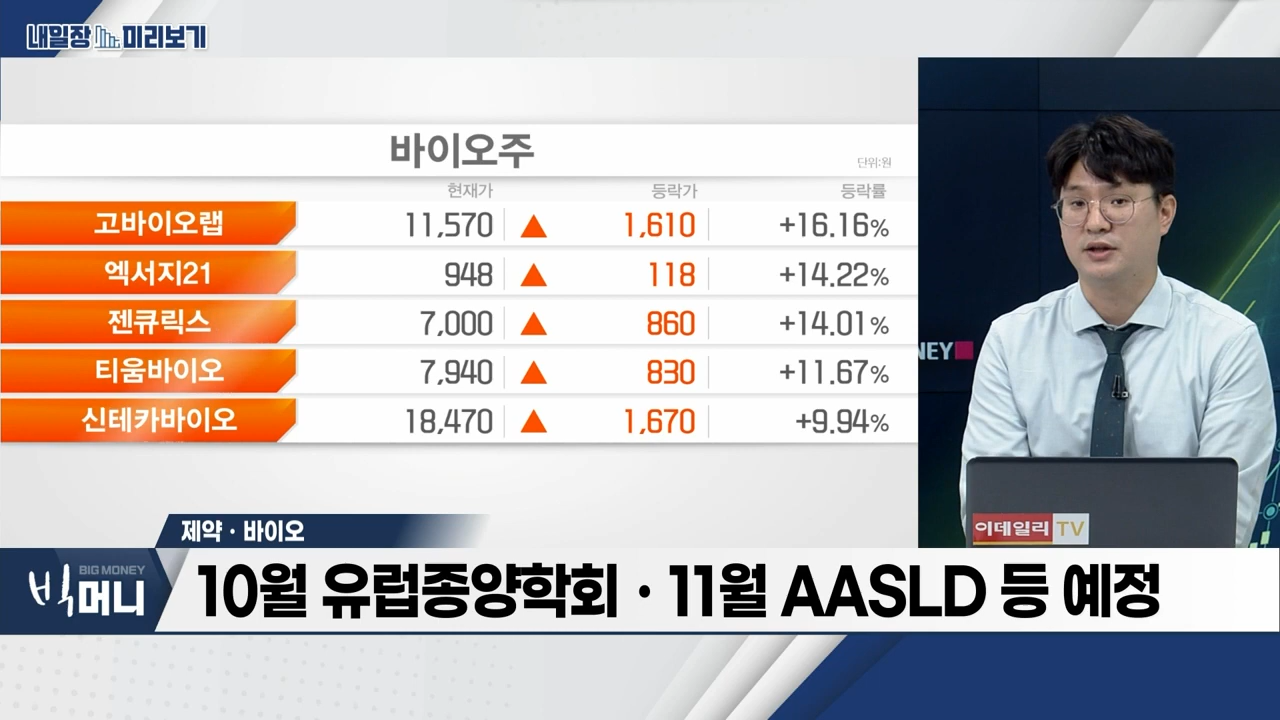 내일장 미리보기
바이오주
단위:원
현재가 등락가 등락률
고바이오랩 11,570 ▲ 1,610 +16.16%
엑서지21 948 ▲ 118 +14.22%
젠큐릭스 7,000 ▲ 860 +14.01%
티움바이오 7,940 ▲ 830 +11.67%
신테카바이오 18,470 ▲ 1,670 +9.94%
NEY
이데일리 TV
제약·바이오
BIG MONEY
빅머니
10월 유럽종양학회·11월 AASLD 등 예정